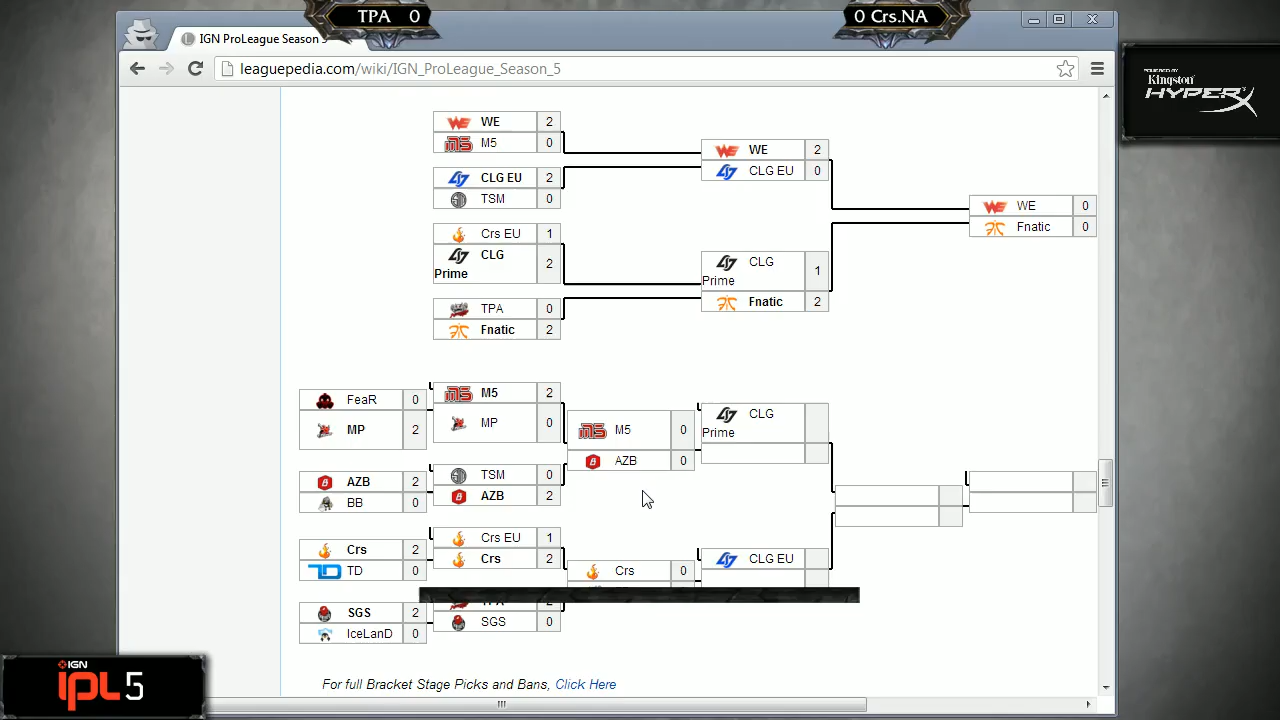 TPA 0
0 Crs.NA
IGN ProLeague Season 5
leaguepedia.com/wiki/IGN_ProLeague_Season_5
POWERED BY
Kingston
HYPERX
WE 2
M5 0
CLG EU 2
TSM 0
Crs EU 1
CLG
Prime 2
TPA 0
Fnatic 2
WE 2
CLG EU 0
CLG
Prime 1
Fnatic 2
WE 0
Fnatic 0
FeaR 0
MP 2
AZB 2
BB 0
Crs 2
TD 0
SGS 2
IceLanD 0
M5 2
MP 0
TSM 0
AZB 2
Crs EU 1
Crs 2
TPA
SGS 0
M5 0
AZB 0
Crs 0
CLG
Prime
CLG EU
For full Bracket Stage Picks and Bans, Click Here
IGN
IPL 5